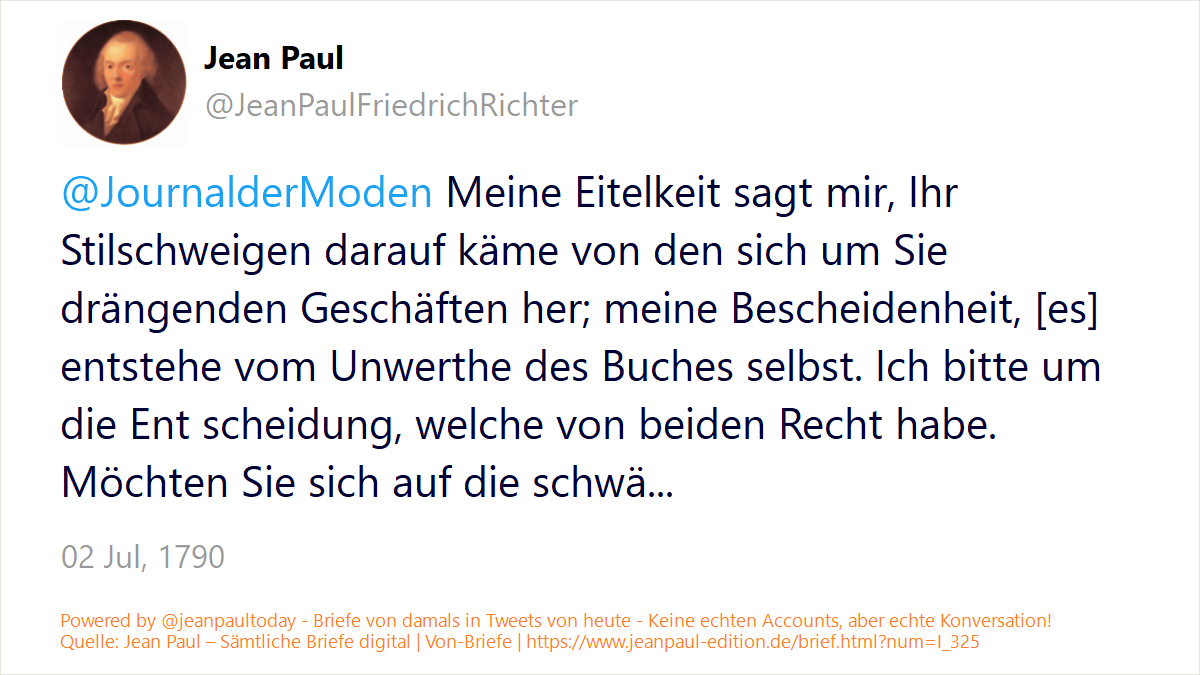 Jean Paul
@JeanPaulFriedrichRichter
@JournalderModen Meine Eitelkeit sagt mir, Ihr
Stilschweigen darauf käme von den sich um Sie
drängenden Geschäften her; meine Bescheidenheit, [es]
entstehe vom Unwerthe des Buches selbst. Ich bitte um
die Ent scheidung, welche von beiden Recht habe.
Möchten Sie sich auf die schwä...
02 Jul, 1790
Powered by @jeanpaultoday - Briefe von damals in Tweets von heute - Keine echten Accounts, aber echte Konversation!
Quelle: Jean Paul – Sämtliche Briefe digital | Von-Briefe | https://www.jeanpaul-edition.de/brief.html?num=I_325